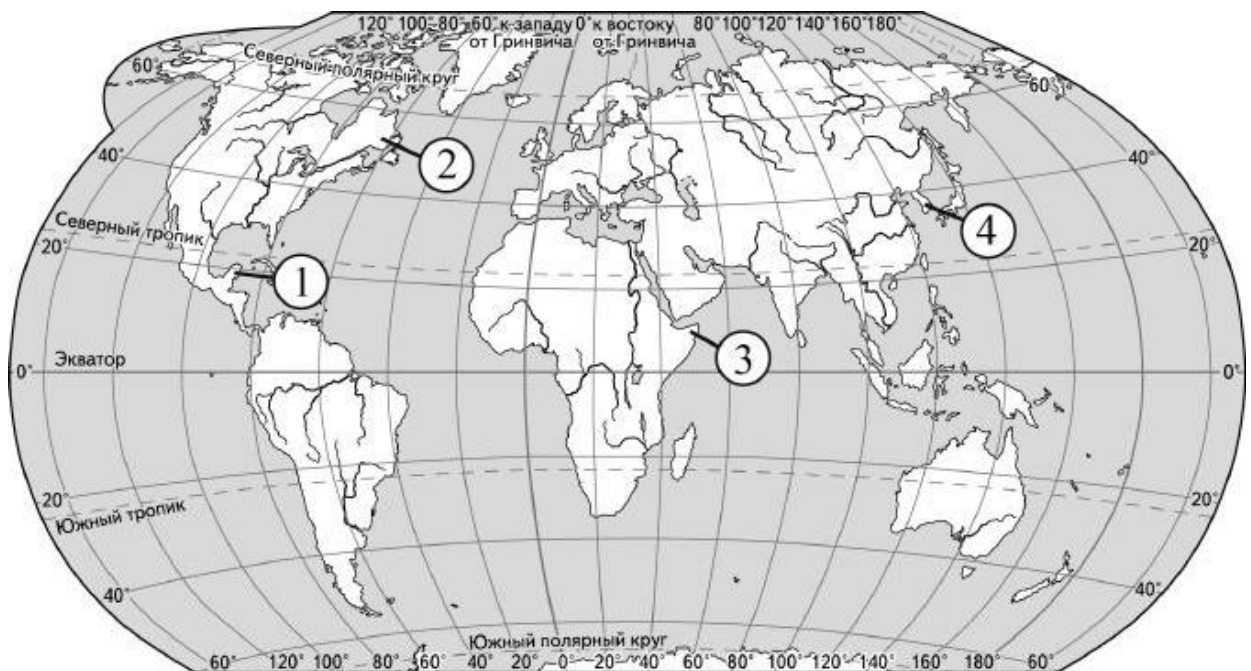 120° 100° 80° 60° к западу 0° к востоку 80° 100° 120° 140° 160° 180°
от Гринвича от Гринвича
60° Северный полярный круг 60°
2
40° 40°
4
Северный тропик
20° 20°
1
3
Экватор
0° 0°
20° 20°
Южный тропик
40° 40°
Южный полярный круг
60° 120° 100° 80° 60° 40° 20° 0° 20° 40° 60° 80° 100° 120° 140° 160° 180° 60°